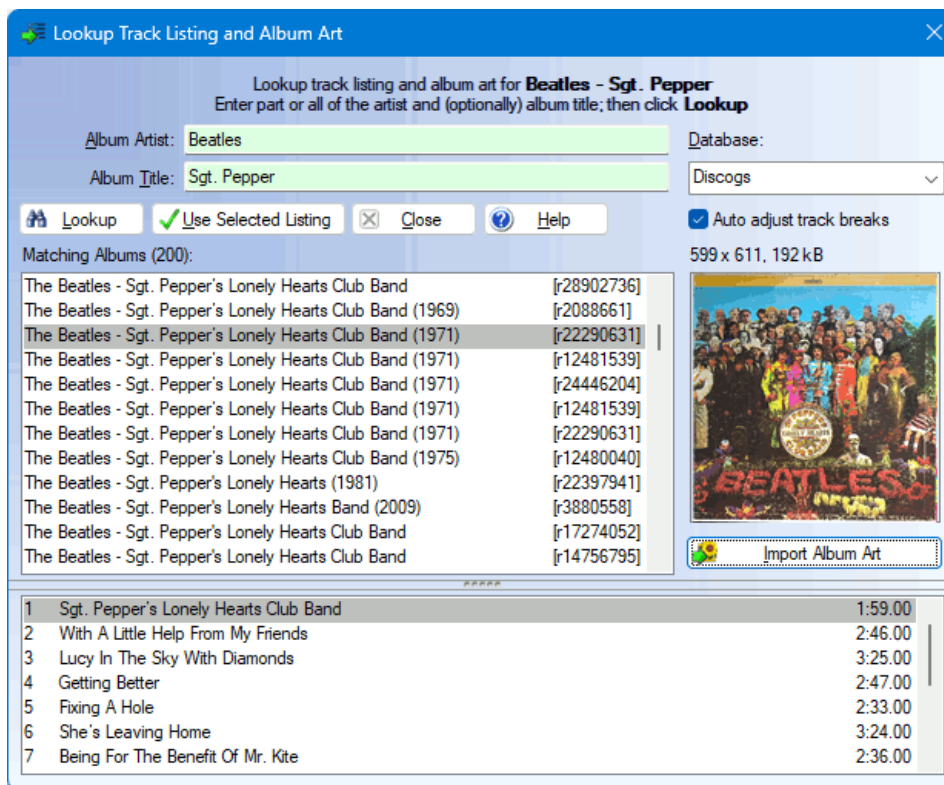 Lookup Track Listing and Album Art
Lookup track listing and album art for Beatles - Sgt. Pepper
Enter part or all of the artist and (optionally) album title; then click Lookup
Album Artist: Beatles
Database:
Album Title: Sgt. Pepper
Discogs
Lookup Use Selected Listing Close Help
Auto adjust track breaks
Matching Albums (200):
599 x 611, 192 kB
The Beatles - Sgt. Pepper's Lonely Hearts Club Band [r28902736]
The Beatles - Sgt. Pepper's Lonely Hearts Club Band (1969) [r2088661]
The Beatles - Sgt. Pepper's Lonely Hearts Club Band (1971) [r22290631]
The Beatles - Sgt. Pepper's Lonely Hearts Club Band (1971) [r12481539]
The Beatles - Sgt. Pepper's Lonely Hearts Club Band (1971) [r24446204]
The Beatles - Sgt. Pepper's Lonely Hearts Club Band (1971) [r12481539]
The Beatles - Sgt. Pepper's Lonely Hearts Club Band (1971) [r22290631]
The Beatles - Sgt. Pepper's Lonely Hearts Club Band (1975) [r12480040]
The Beatles - Sgt. Pepper's Lonely Hearts (1981) [r22397941]
The Beatles - Sgt. Pepper's Lonely Hearts Band (2009) [r3880558]
The Beatles - Sgt. Pepper's Lonely Hearts Club Band [r17274052]
The Beatles - Sgt. Pepper's Lonely Hearts Club Band [r14756795]
LONELY HEARTS
BEATLES
Import Album Art
1 Sgt. Pepper's Lonely Hearts Club Band 1:59.00
2 With A Little Help From My Friends 2:46.00
3 Lucy In The Sky With Diamonds 3:25.00
4 Getting Better 2:47.00
5 Fixing A Hole 2:33.00
6 She's Leaving Home 3:24.00
7 Being For The Benefit Of Mr. Kite 2:36.00